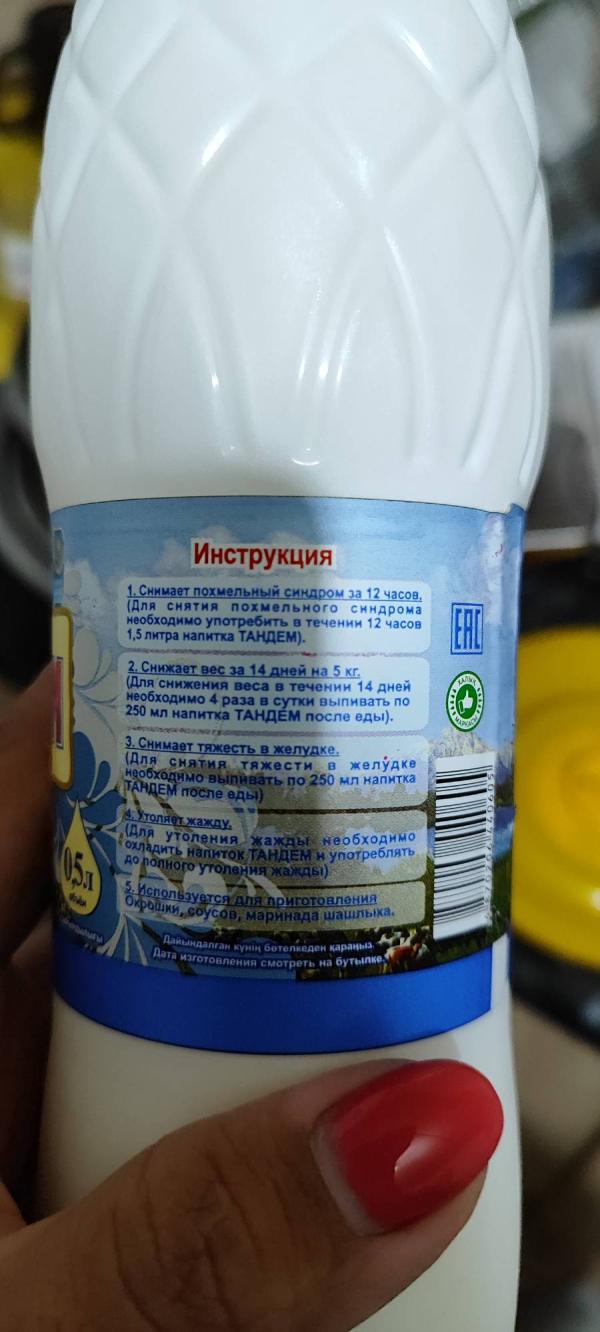 Инструкция
1. Снимает похмельный синдром за 12 часов.
(Для снятия похмельного синдрома
необходимо употребить в течении 12 часов
1,5 литра напитка ТАНДЕМ).
2. Снижает вес за 14 дней на 5 кг.
(Для снижения веса в течении 14 дней
необходимо 4 раза в сутки выпивать по
250 мл напитка ТАНДЕМ после еды).
3. Снимает тяжесть в желудке.
(Для снятия тяжести в желудке
необходимо выпивать по 250 мл напитка
ТАНДЕМ после еды)
4. Утоляет жажду.
(Для утоления жажды необходимо
охладить напиток ТАНДЕМ и употреблять
до полного утоления жажды)
5. Используется для приготовления
Окрошки, соусов, маринада шашлыка.
Дайындалған күнің бөтелкеден қараңыз.
Дата изготовления смотреть на бутылке.
EAC
0,5л